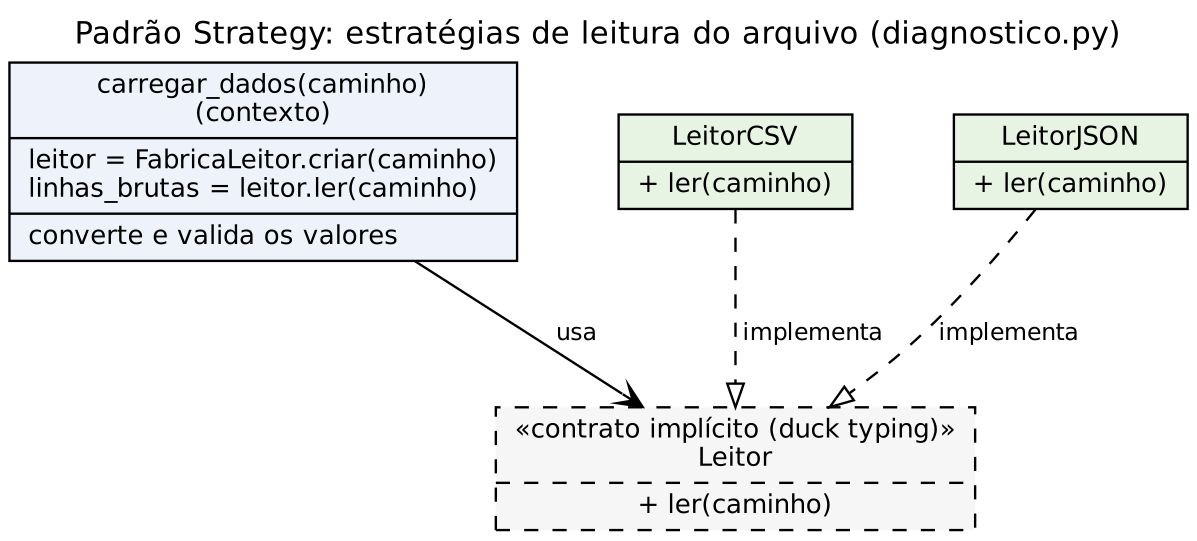 Padrão Strategy: estratégias de leitura do arquivo (diagnostico.py)
carregar_dados(caminho)
(contexto)
leitor = FabricaLeitor.criar(caminho)
linhas_brutas = leitor.ler(caminho)
converte e valida os valores
LeitorCSV
+ ler(caminho)
LeitorJSON
+ ler(caminho)
usa
implementa
implementa
«contrato implícito (duck typing)»
Leitor
+ ler(caminho)